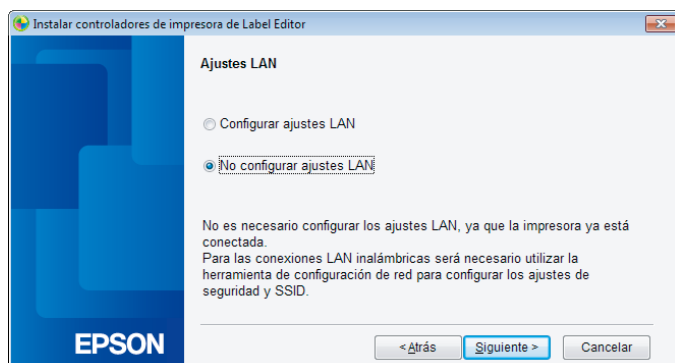 Instalar controladores de impresora de Label Editor
Ajustes LAN
Configurar ajustes LAN
No configurar ajustes LAN
No es necesario configurar los ajustes LAN, ya que la impresora ya está
conectada.
Para las conexiones LAN inalámbricas será necesario utilizar la
herramienta de configuración de red para configurar los ajustes de
seguridad y SSID.
EPSON
< Atrás Siguiente > Cancelar